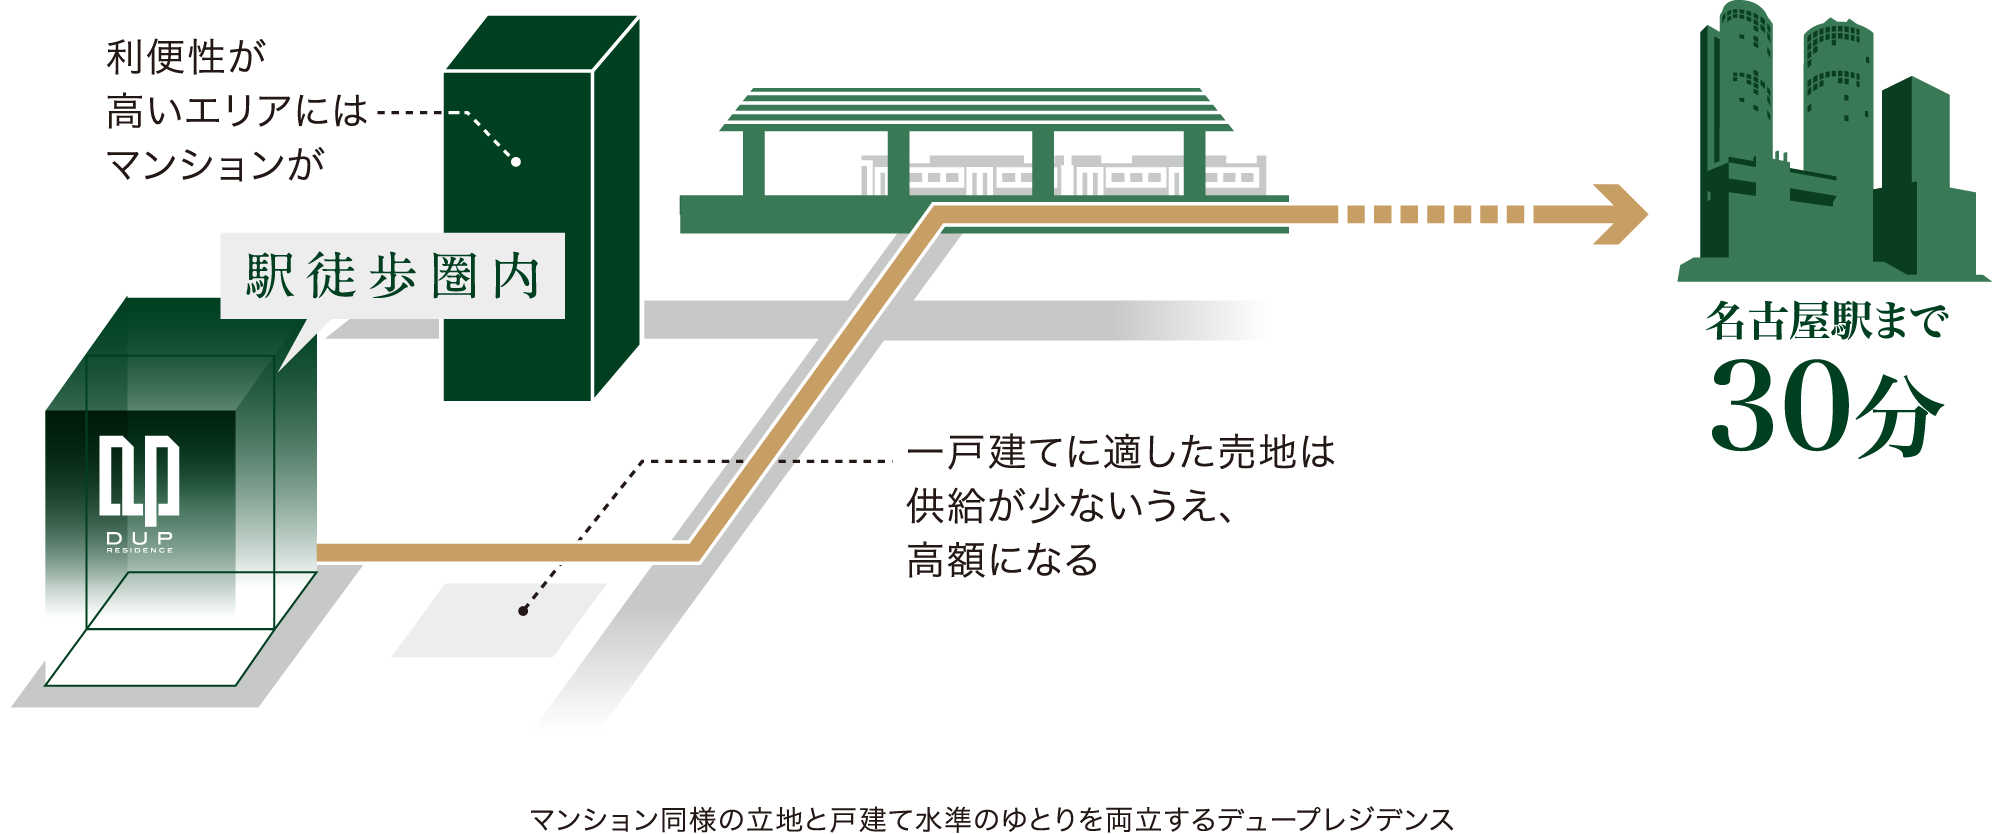 利便性が
高いエリアには
マンションが
駅徒歩圏内
DUP
RESIDENCE
名古屋駅まで
30分
一戸建てに適した売地は
供給が少ないうえ、
高額になる
マンション同様の立地と戸建て水準のゆとりを両立するデュープレジデンス